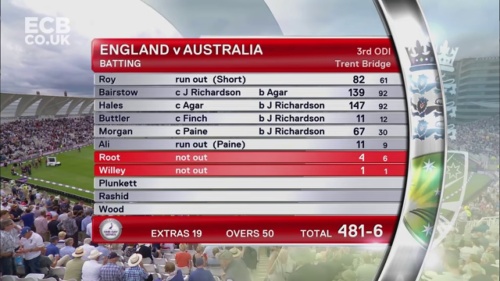 ECB
CO.UK
ENGLAND v AUSTRALIA 3rd ODI
BATTING Trent Bridge
Roy run out (Short) 82 61
Bairstow c J Richardson b Agar 139 92
Hales c Agar b J Richardson 147 92
Buttler c Finch b J Richardson 11 12
Morgan c Paine b J Richardson 67 30
Ali run out (Paine) 11 9
Root not out 4 6
Willey not out 1 1
Plunkett
Rashid
Wood
EXTRAS 19 OVERS 50 TOTAL 481-6